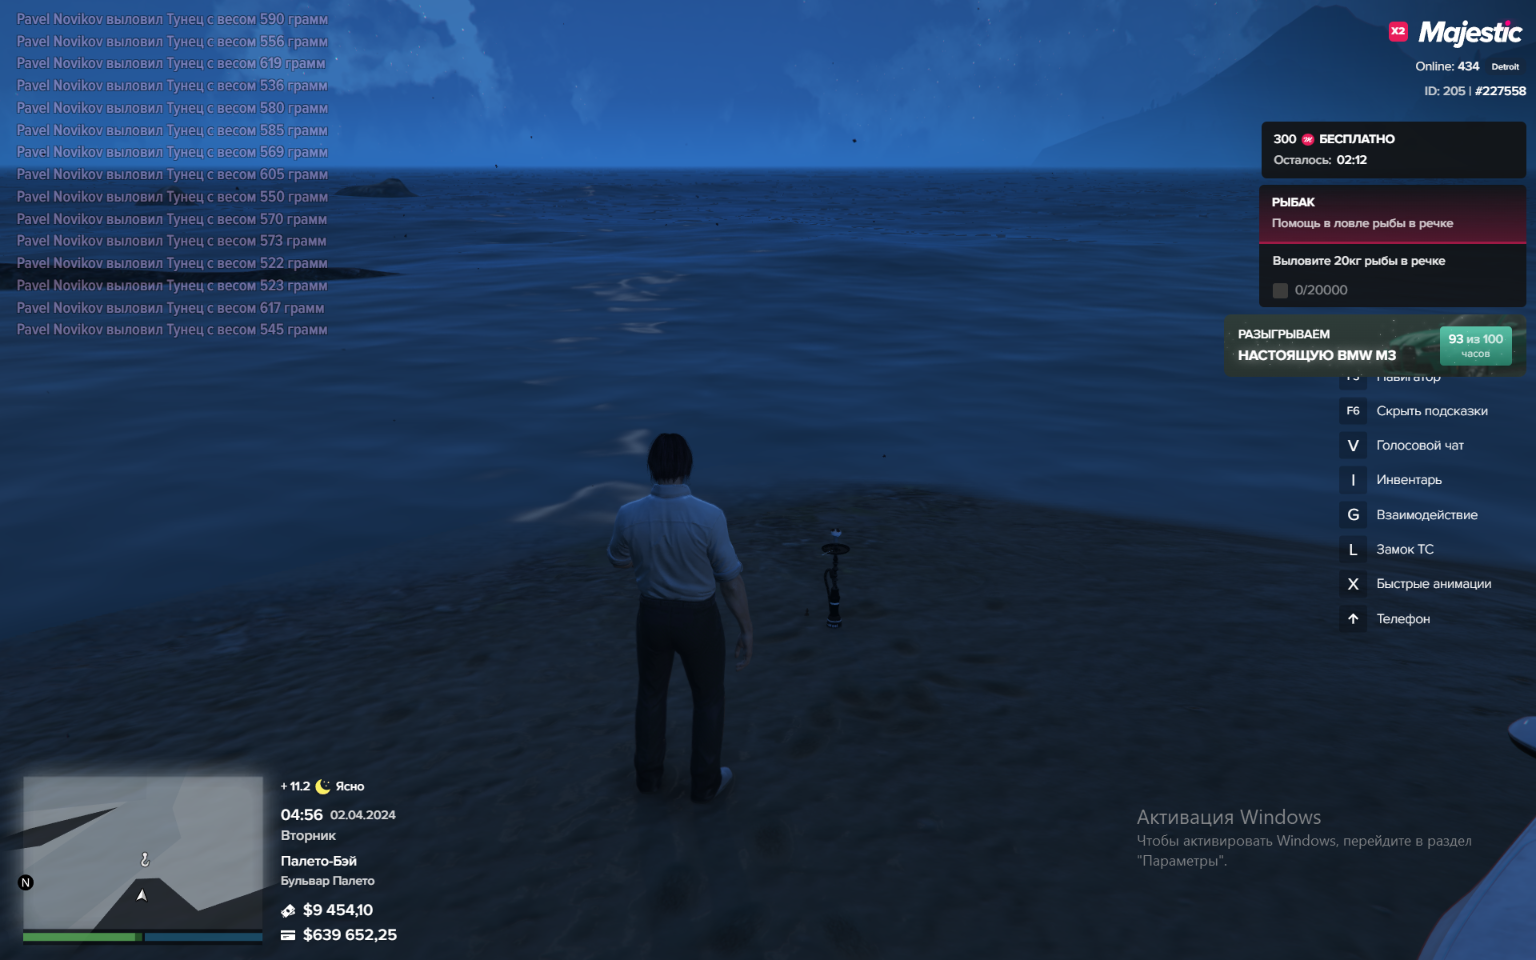 Pavel Novikov выловил Тунец с весом 590 грамм
Pavel Novikov выловил Тунец с весом 556 грамм
Pavel Novikov выловил Тунец с весом 619 грамм
Pavel Novikov выловил Тунец с весом 536 грамм
Pavel Novikov выловил Тунец с весом 580 грамм
Pavel Novikov выловил Тунец с весом 585 грамм
Pavel Novikov выловил Тунец с весом 569 грамм
Pavel Novikov выловил Тунец с весом 605 грамм
Pavel Novikov выловил Тунец с весом 550 грамм
Pavel Novikov выловил Тунец с весом 570 грамм
Pavel Novikov выловил Тунец с весом 573 грамм
Pavel Novikov выловил Тунец с весом 522 грамм
Pavel Novikov выловил Тунец с весом 523 грамм
Pavel Novikov выловил Тунец с весом 617 грамм
Pavel Novikov выловил Тунец с весом 545 грамм
X2 Majestic
Online: 434 Detroit
ID: 205 | #227558
300 БЕСПЛАТНО
Осталось: 02:12
РЫБАК
Помощь в ловле рыбы в речке
Выловите 20кг рыбы в речке
0/20000
РАЗЫГРЫВАЕМ
НАСТОЯЩУЮ BMW M3
93 из 100
часов
Навигатор
F6 Скрыть подсказки
V Голосовой чат
I Инвентарь
G Взаимодействие
L Замок ТС
X Быстрые анимации
Телефон
+ 11.2 Ясно
04:56 02.04.2024
Вторник
Палето-Бэй
Бульвар Палето
$9 454,10
$639 652,25
N
Активация Windows
Чтобы активировать Windows, перейдите в раздел
"Параметры".